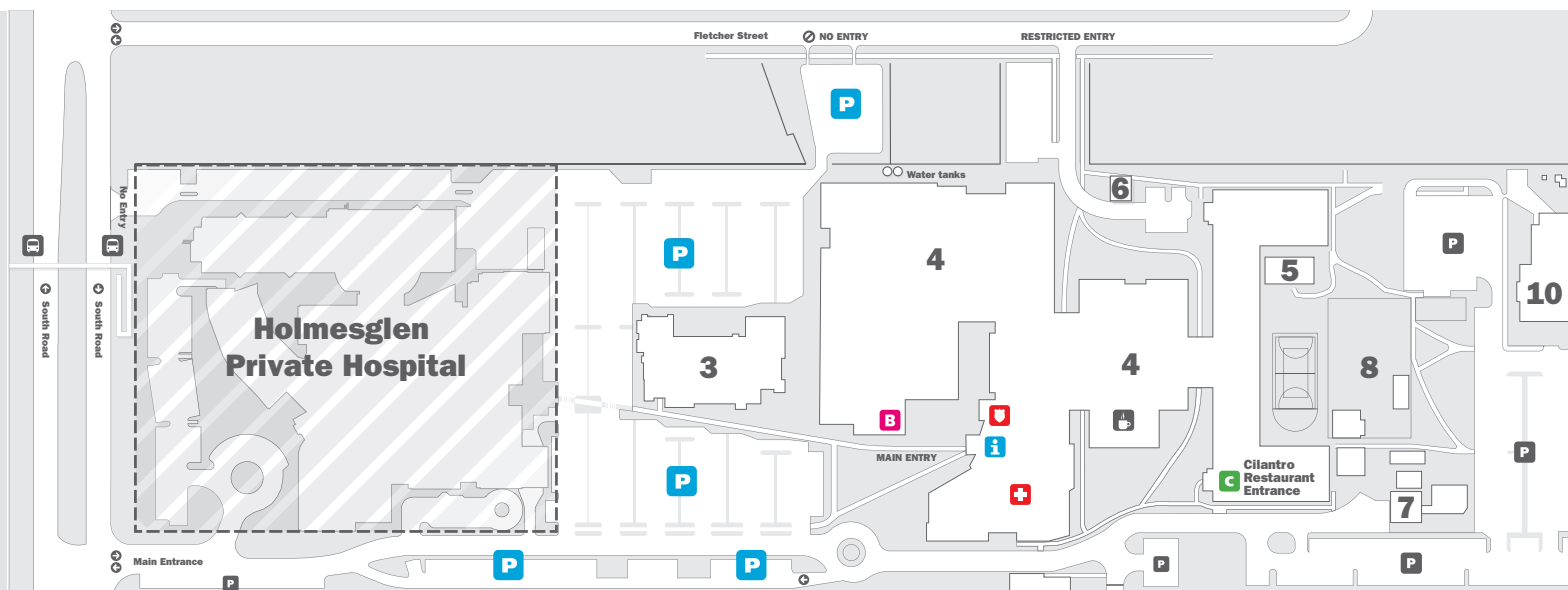 Fletcher Street
NO ENTRY
RESTRICTED ENTRY
P
Water tanks
6
No Entry
P
4
5
P
10
South Road
South Road
Holmesglen
Private Hospital
3
4
8
B
i
MAIN ENTRY
P
C
Cilantro
Restaurant
Entrance
P
7
Main Entrance
P
P
P
P
P